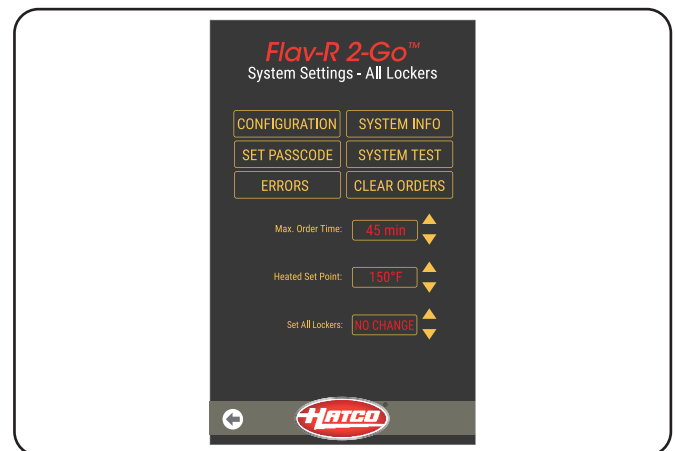 Flav-R 2-Go™
System Settings - All Lockers
CONFIGURATION SYSTEM INFO
SET PASSCODE SYSTEM TEST
ERRORS CLEAR ORDERS
Max. Order Time: 45 min
Heated Set Point: 150°F
Set All Lockers: NO CHANGE
HATCO